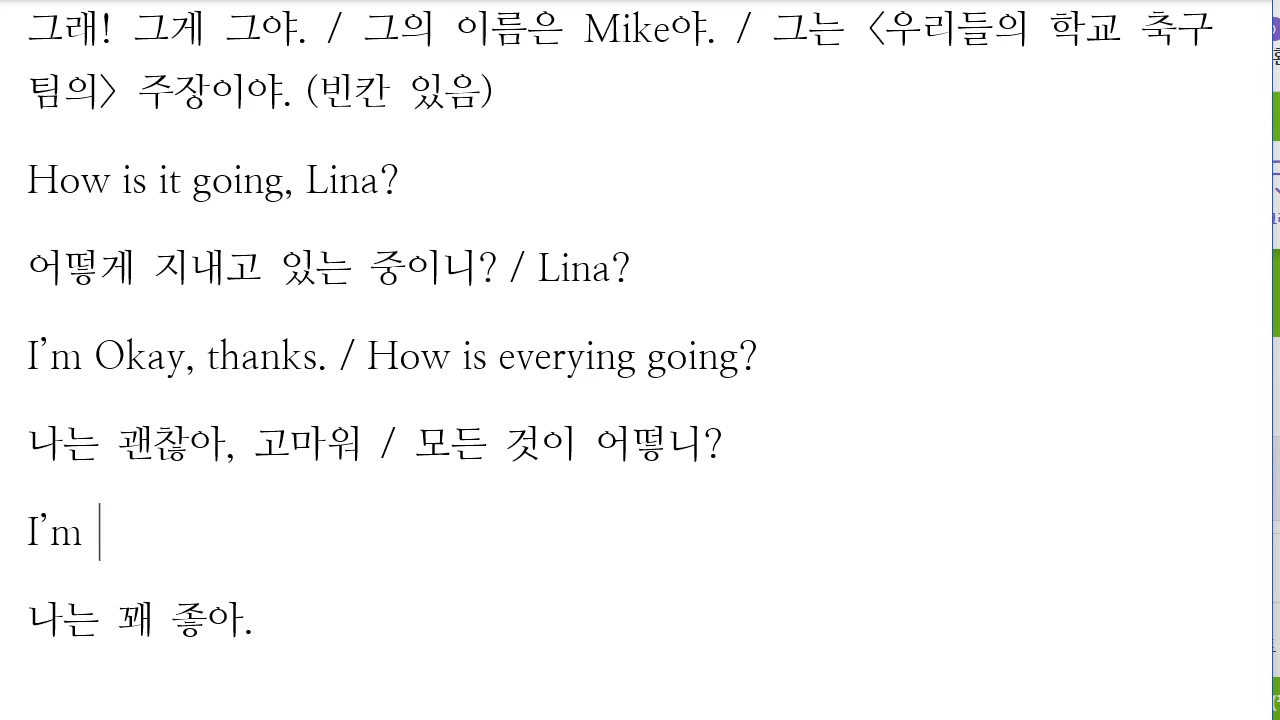 그래! 그게 그야. / 그의 이름은 Mike야. / 그는 〈우리들의 학교 축구
팀의〉 주장이야. (빈칸 있음)
How is it going, Lina?
어떻게 지내고 있는 중이니? / Lina?
I’m Okay, thanks. / How is everying going?
나는 괜찮아, 고마워 / 모든 것이 어떻니?
I’m
나는 꽤 좋아.